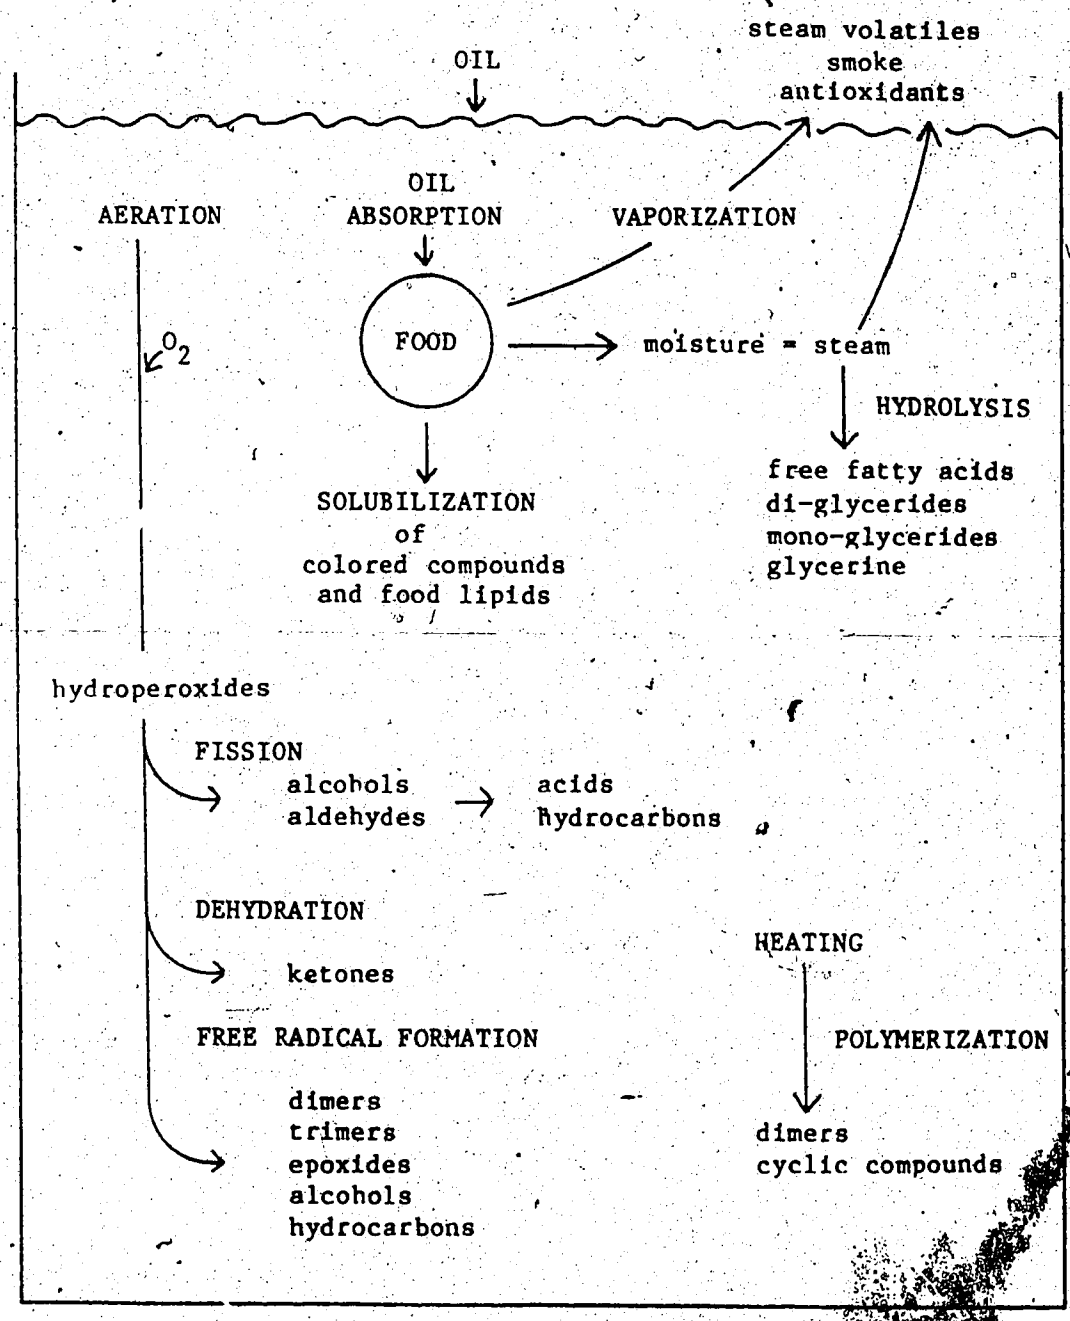 steam volatiles
smoke
antioxidants
OIL
OIL
ABSORPTION
AERATION
VAPORIZATION
O2
FOOD
moisture = steam
HYDROLYSIS
free fatty acids
di-glycerides
mono-glycerides
glycerine
SOLUBILIZATION
of
colored compounds
and food lipids
hydroperoxides
FISSION
alcohols
aldehydes
acids
hydrocarbons
DEHYDRATION
ketones
FREE RADICAL FORMATION
dimers
trimers
epoxides
alcohols
hydrocarbons
HEATING
POLYMERIZATION
dimers
cyclic compounds